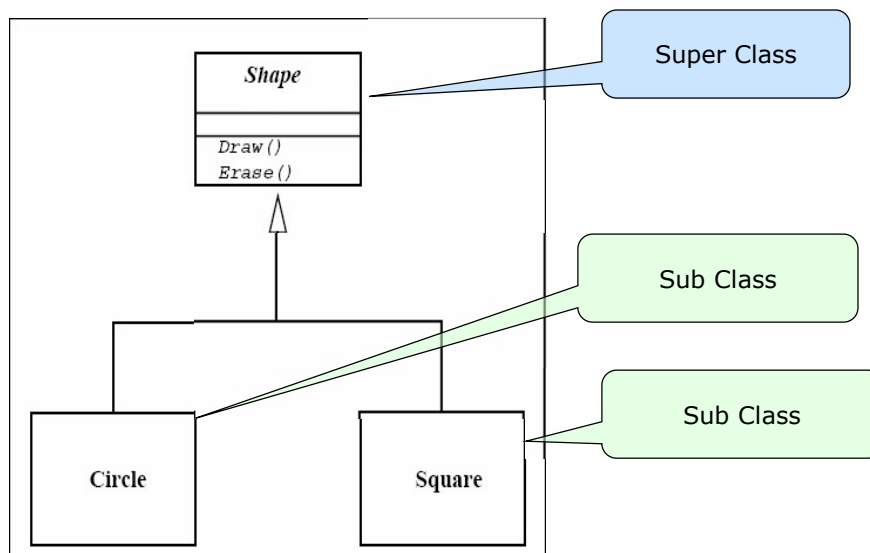 Shape
Super Class
Draw()
Erase()
Sub Class
Sub Class
Circle
Square